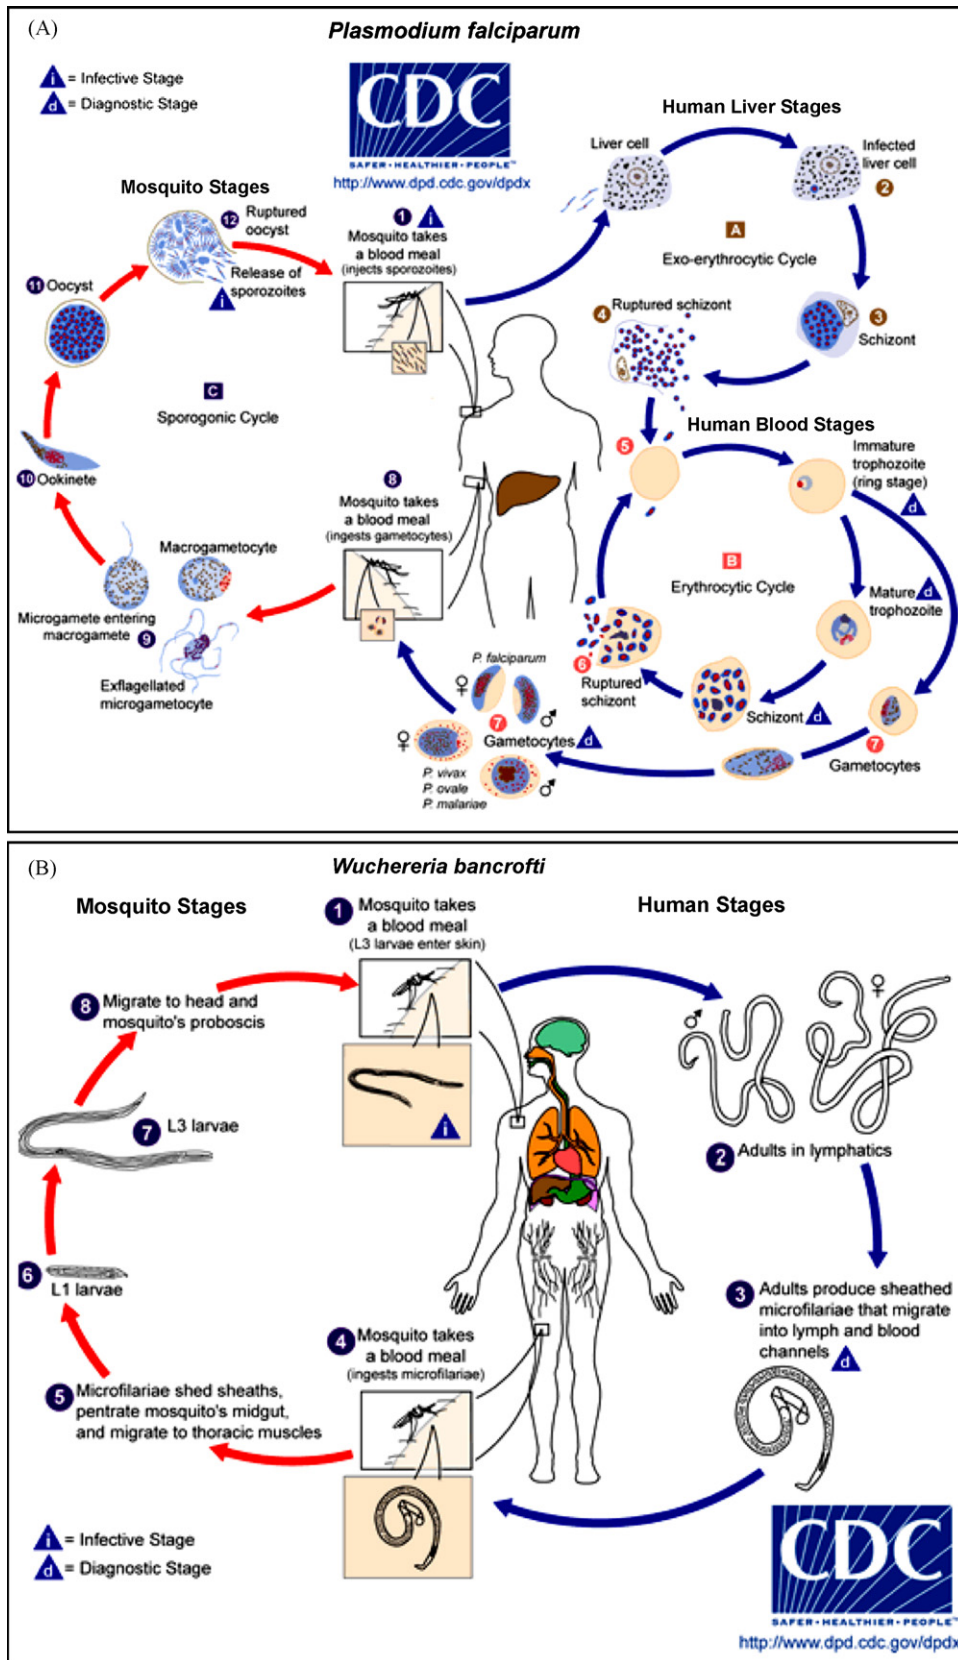 (A)
Plasmodium falciparum
i = Infective Stage
d = Diagnostic Stage
CDC
SAFER • HEALTHIER • PEOPLE™
http://www.dpd.cdc.gov/dpdx
Human Liver Stages
Liver cell
Infected
liver cell
2
A
Exo-erythrocytic Cycle
4 Ruptured schizont
3
Schizont
Mosquito Stages
12 Ruptured
oocyst
Release of
sporozoites
i
11 Oocyst
1 i
Mosquito takes
a blood meal
(injects sporozoites)
C
Sporogonic Cycle
10 Ookinete
8
Mosquito takes
a blood meal
(ingests gametocytes)
Macrogametocyte
Microgamete entering
macrogamete 9
Exflagellated
microgametocyte
Human Blood Stages
5
Immature
trophozoite
(ring stage)
d
B
Erythrocytic Cycle
Mature d
trophozoite
6
Ruptured
schizont
Schizont d
7
Gametocytes
P. falciparum
♀
♂
7
Gametocytes d
♀
♂
P. vivax
P. ovale
P. malariae
(B)
Wuchereria bancrofti
Mosquito Stages
Human Stages
1 Mosquito takes
a blood meal
(L3 larvae enter skin)
i
8 Migrate to head and
mosquito's proboscis
7 L3 larvae
6
L1 larvae
5 Microfilariae shed sheaths,
pentrate mosquito's midgut,
and migrate to thoracic muscles
4 Mosquito takes
a blood meal
(ingests microfilariae)
♂
♀
2 Adults in lymphatics
3 Adults produce sheathed
microfilariae that migrate
into lymph and blood
channels d
i = Infective Stage
d = Diagnostic Stage
CDC
SAFER • HEALTHIER • PEOPLE™
http://www.dpd.cdc.gov/dpdx